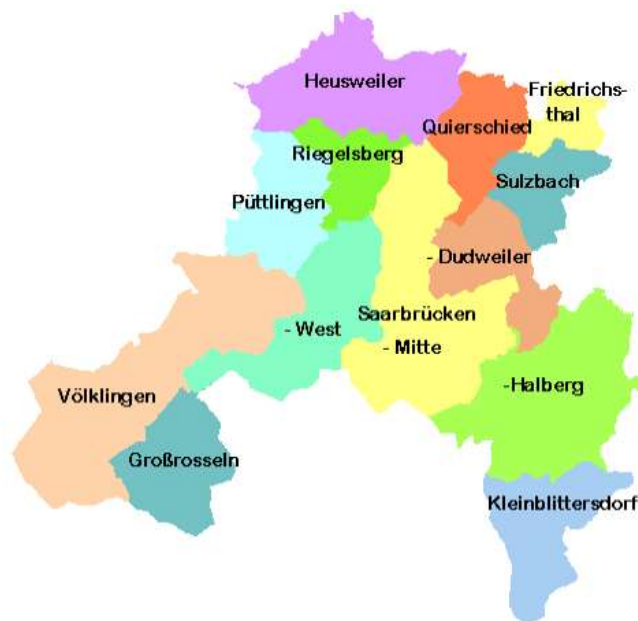 Heusweiler
Friedrichs-
thal
Quierschied
Riegelsberg
Sulzbach
Püttlingen
- Dudweiler
Saarbrücken
- West
- Mitte
-Halberg
Völklingen
Großrosseln
Kleinblittersdorf